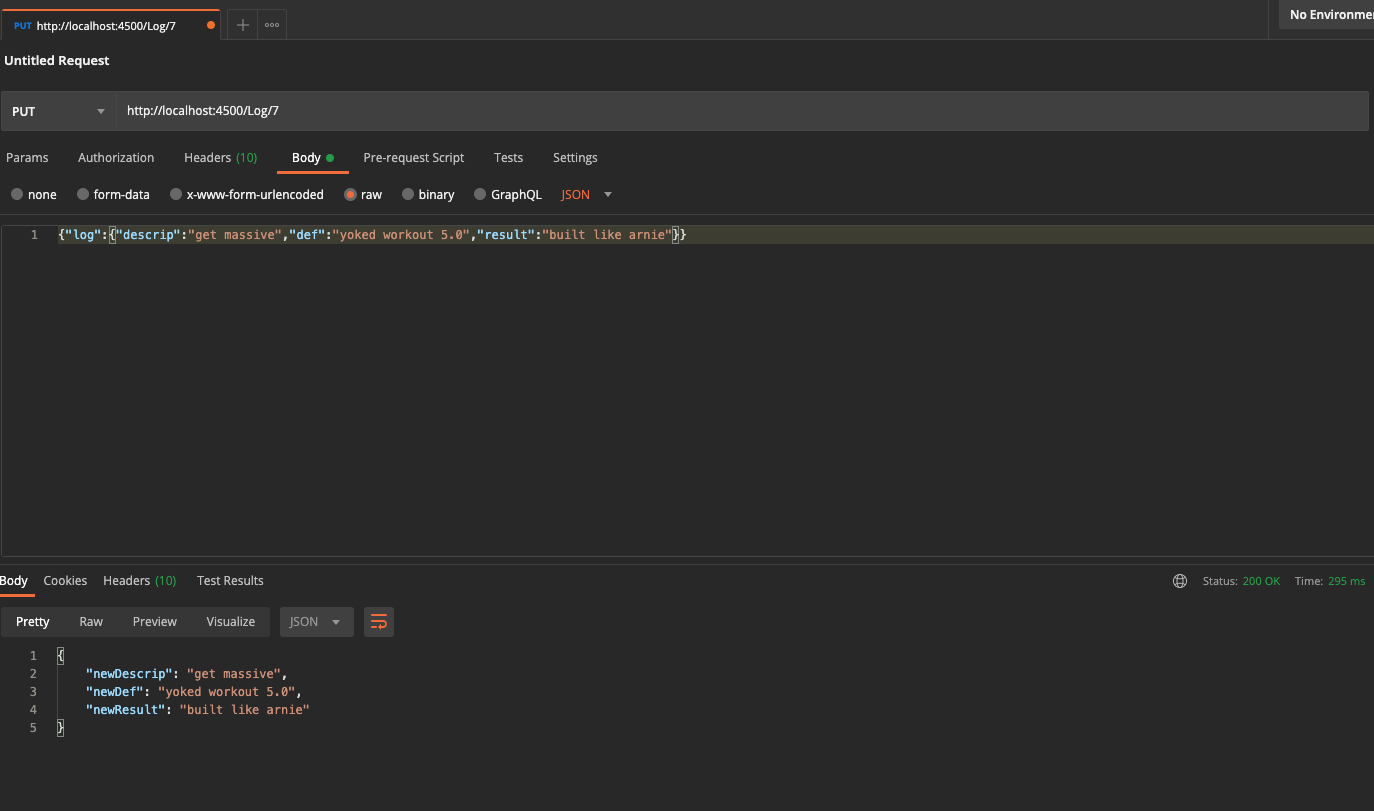 PUT http://localhost:4500/Log/7 No Environme
Untitled Request
PUT http://localhost:4500/Log/7
Params Authorization Headers (10) Body Pre-request Script Tests Settings
none form-data x-www-form-urlencoded raw binary GraphQL JSON
1 {"log":{"descrip":"get massive","def":"yoked workout 5.0","result":"built like arnie"}}
Body Cookies Headers (10) Test Results Status: 200 OK Time: 295 ms
Pretty Raw Preview Visualize JSON
1 {
2 "newDescrip": "get massive",
3 "newDef": "yoked workout 5.0",
4 "newResult": "built like arnie"
5 }